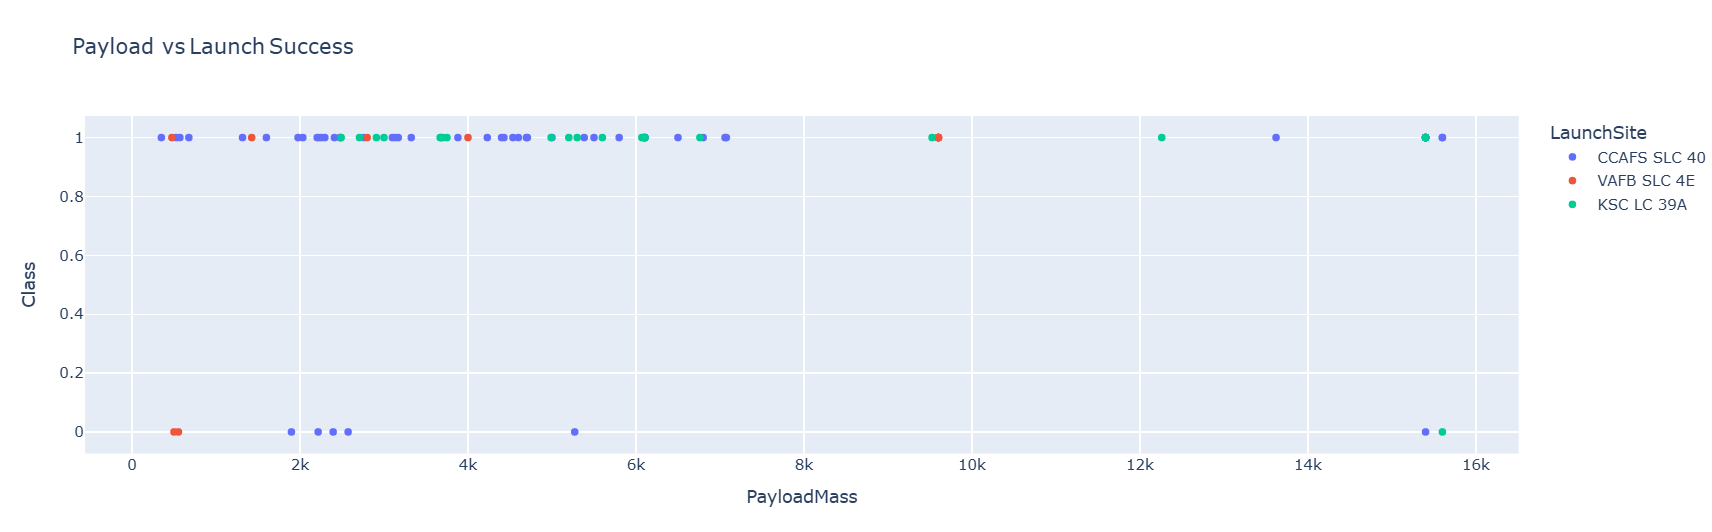 Payload vs Launch Success
LaunchSite
CCAFS SLC 40
VAFB SLC 4E
KSC LC 39A
Class
1
0.8
0.6
0.4
0.2
0
0 2k 4k 6k 8k 10k 12k 14k 16k
PayloadMass